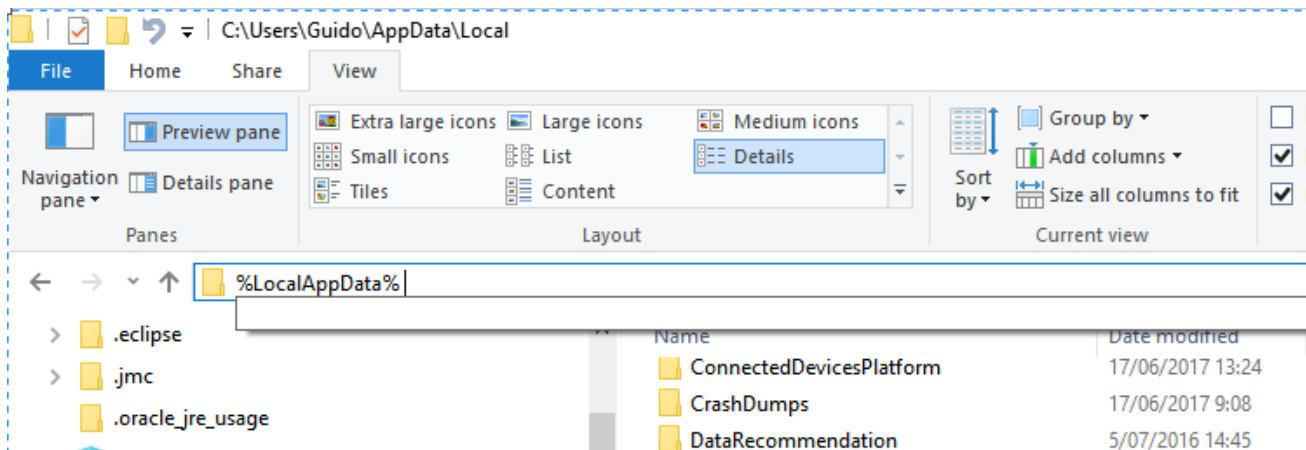 C:\Users\Guido\AppData\Local
File Home Share View
Preview pane
Extra large icons Large icons Medium icons
Group by
Small icons List Details
Add columns
Navigation pane
Details pane
Tiles Content
Sort by
Size all columns to fit
Panes Layout Current view
%LocalAppData%
.eclipse
Name Date modified
.jmc
ConnectedDevicesPlatform 17/06/2017 13:24
.oracle_jre_usage
CrashDumps 17/06/2017 9:08
DataRecommendation 5/07/2016 14:45